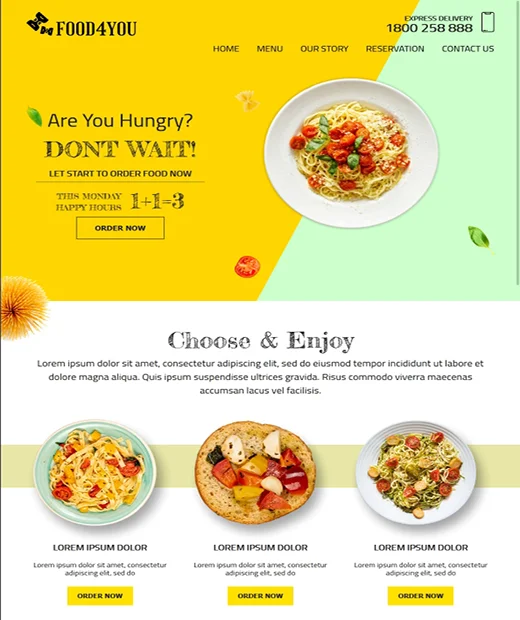 FOOD4YOU
EXPRESS DELIVERY
1800 258 888
HOME MENU OUR STORY RESERVATION CONTACT US
Are You Hungry?
DONT WAIT!
LET START TO ORDER FOOD NOW
THIS MONDAY
HAPPY HOURS
1+1=3
ORDER NOW
Choose & Enjoy
Lorem ipsum dolor sit amet, consectetur adipiscing elit, sed do eiusmod tempor incididunt ut labore et
dolore magna aliqua. Quis ipsum suspendisse ultrices gravida. Risus commodo viverra maecenas
accumsan lacus vel facilisis.
LOREM IPSUM DOLOR
Lorem ipsum dolor sit amet, consectetur
adipiscing elit, sed do
ORDER NOW
LOREM IPSUM DOLOR
Lorem ipsum dolor sit amet, consectetur
adipiscing elit, sed do
ORDER NOW
LOREM IPSUM DOLOR
Lorem ipsum dolor sit amet, consectetur
adipiscing elit, sed do
ORDER NOW